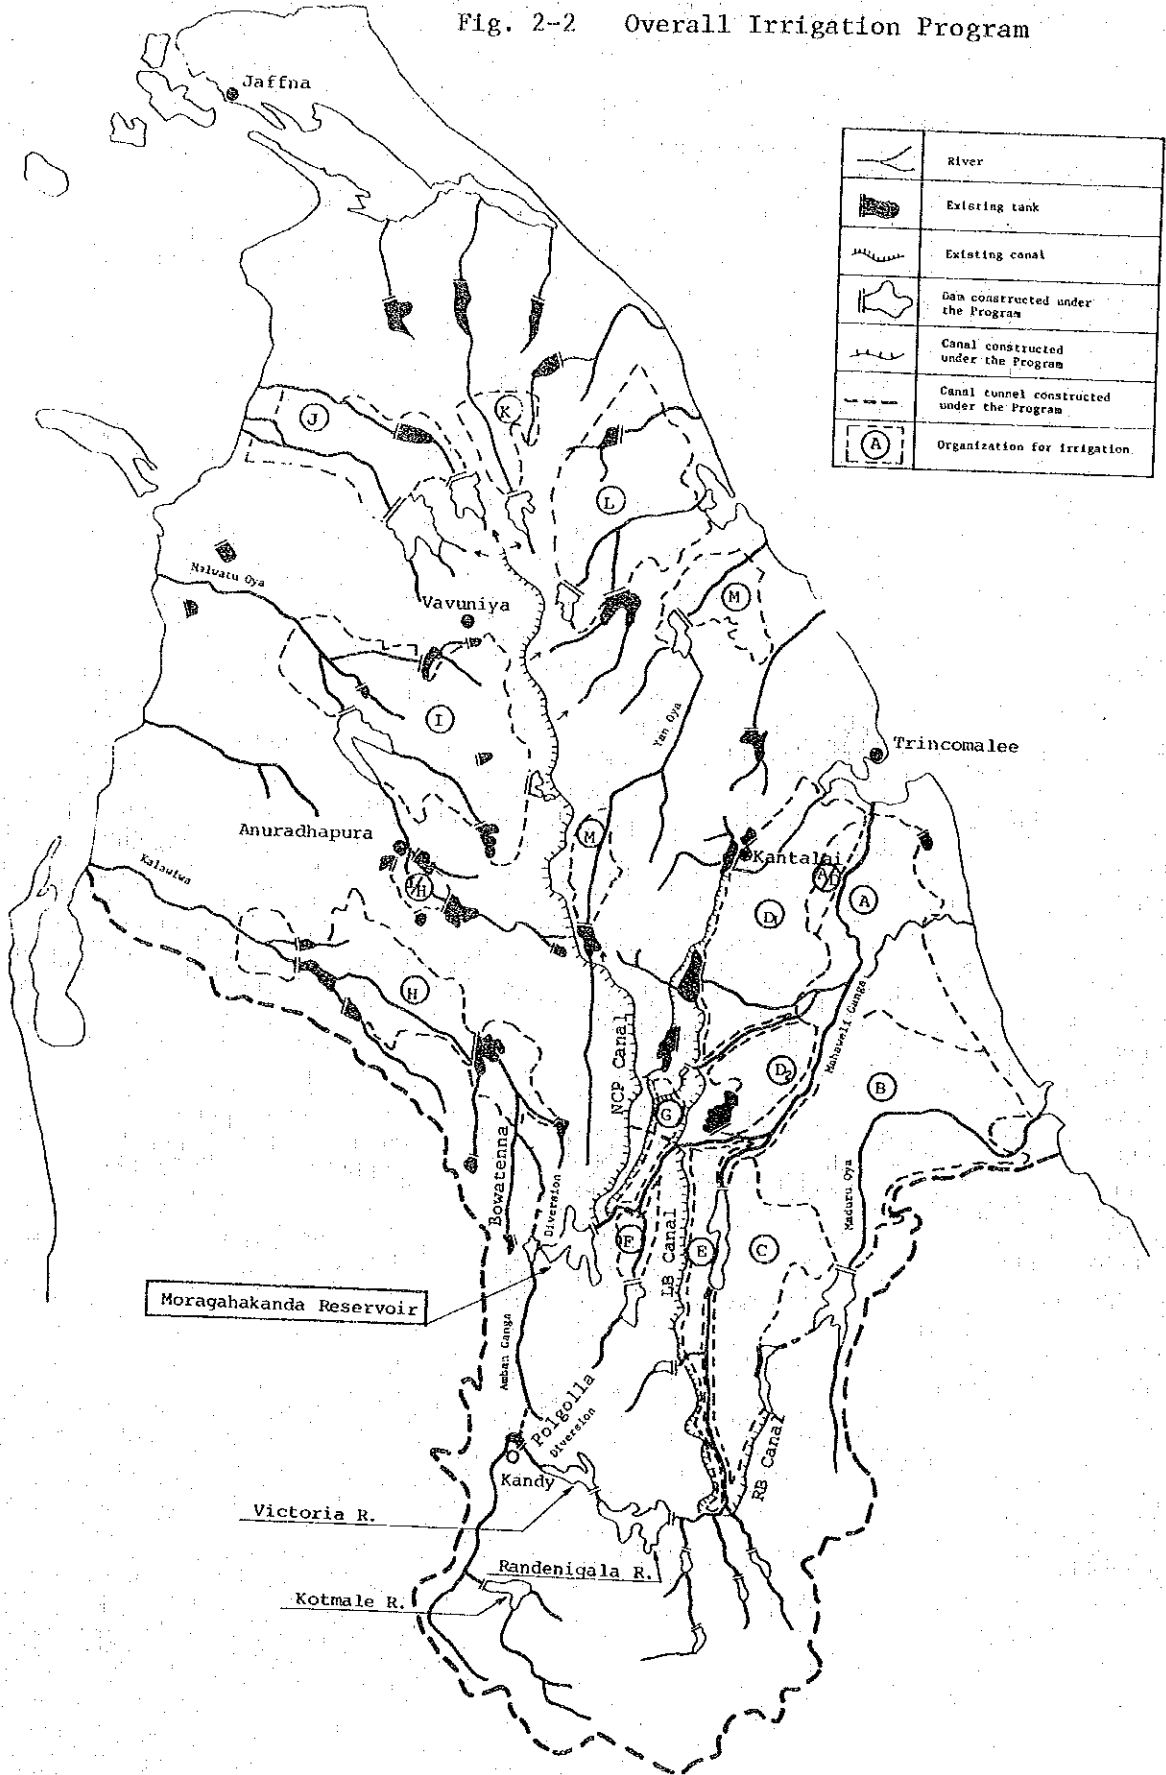 Fig. 2-2 Overall Irrigation Program
Jaffna
River
Existing tank
Existing canal
Dam constructed under
the Program
Canal constructed
under the Program
Canal tunnel constructed
under the Program
A
Organization for irrigation
J
K
L
Malwatu Oya
Vavuniya
M
I
Yan Oya
Trincomalee
Anuradhapura
M
Kantalai
Kalawiwa
I/H
A/D
A
D1
H
NCP Canal
Mahaweli Ganga
D2
B
G
Bowatenna
Diversion
Maduru Oya
F
LB Canal
E
C
Moragahakanda Reservoir
Amban Ganga
Polgolla
Diversion
Kandy
RB Canal
Victoria R.
Randenigala R.
Kotmale R.